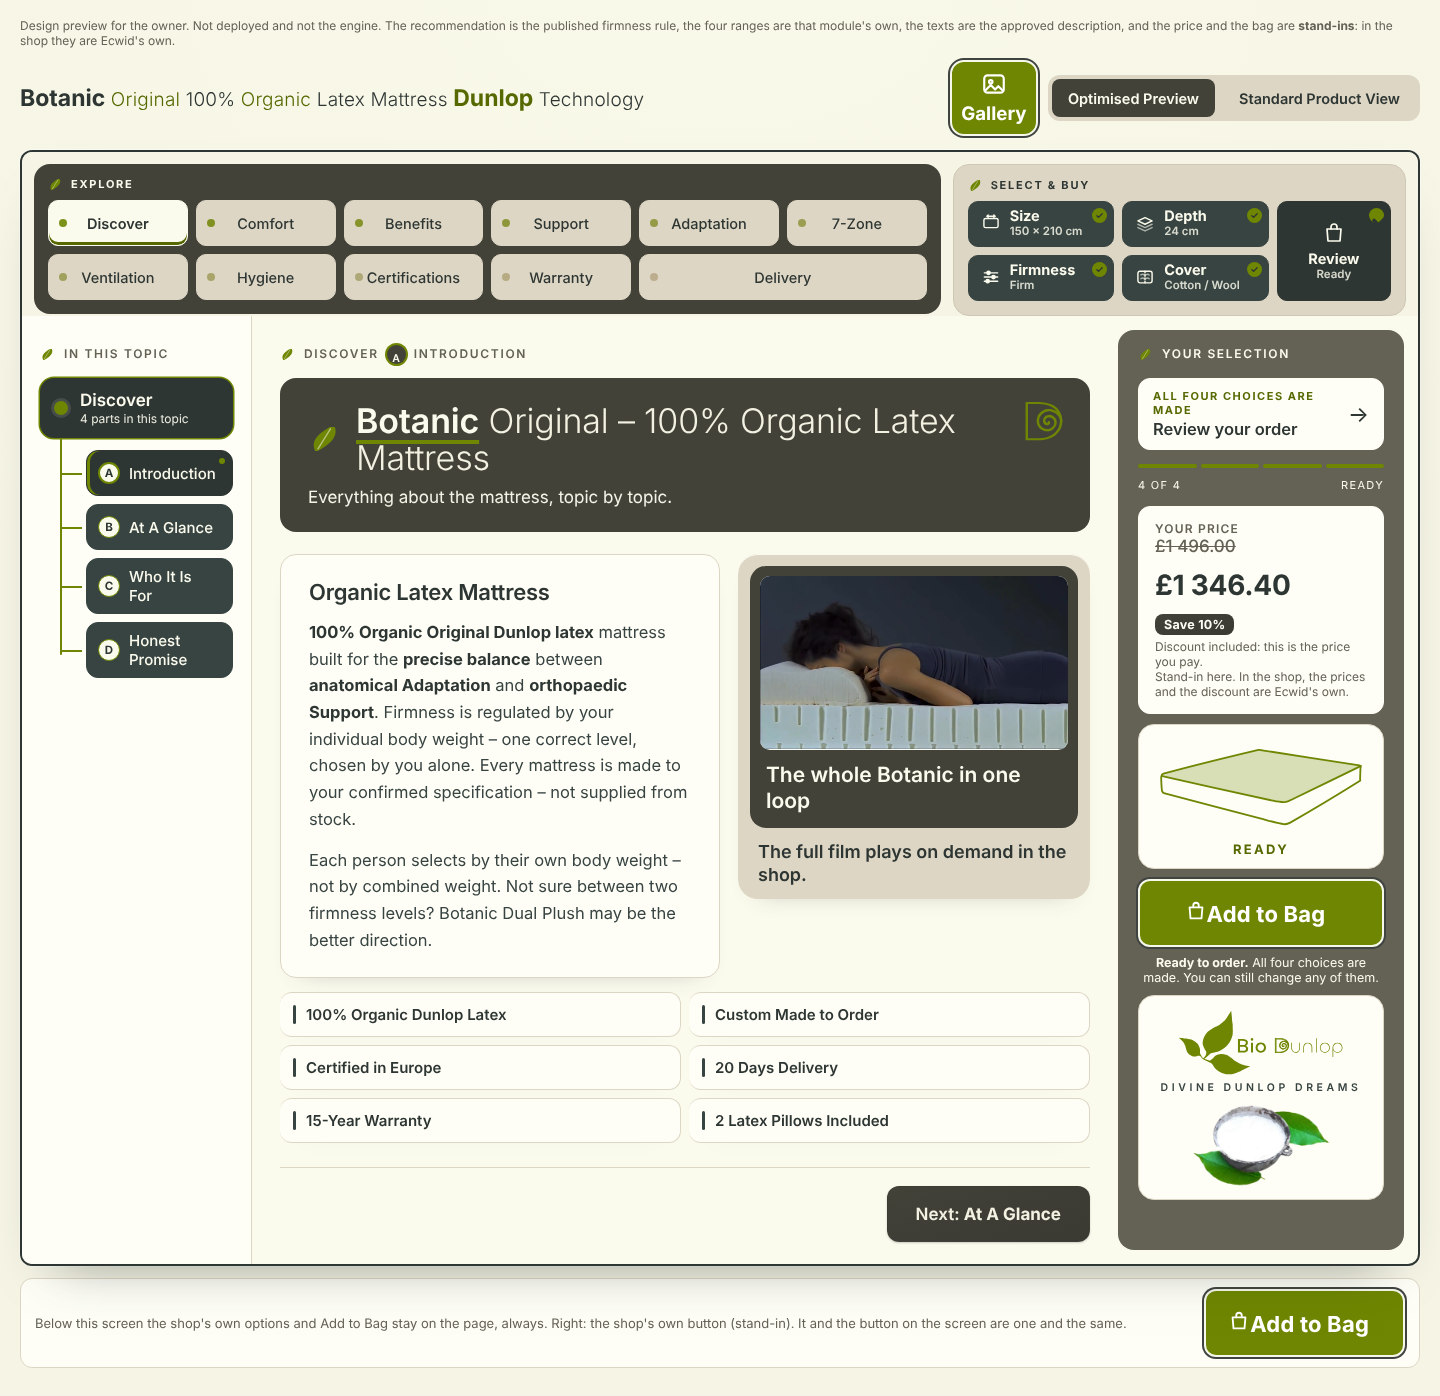 Design preview for the owner. Not deployed and not the engine. The recommendation is the published firmness rule, the four ranges are that module's own, the texts are the approved description, and the price and the bag are stand-ins: in the
shop they are Ecwid's own.
Botanic Original 100% Organic Latex Mattress Dunlop Technology
Gallery
Optimised Preview
Standard Product View
EXPLORE
Discover
Comfort
Benefits
Support
Adaptation
7-Zone
Ventilation
Hygiene
Certifications
Warranty
Delivery
SELECT & BUY
Size
150 × 210 cm
Depth
24 cm
Firmness
Firm
Cover
Cotton / Wool
Review
Ready
IN THIS TOPIC
Discover
4 parts in this topic
A Introduction
B At A Glance
C Who It Is
For
D Honest
Promise
DISCOVER A INTRODUCTION
Botanic Original – 100% Organic Latex
Mattress
Everything about the mattress, topic by topic.
Organic Latex Mattress
100% Organic Original Dunlop latex mattress
built for the precise balance between
anatomical Adaptation and orthopaedic
Support. Firmness is regulated by your
individual body weight – one correct level,
chosen by you alone. Every mattress is made to
your confirmed specification – not supplied from
stock.
Each person selects by their own body weight –
not by combined weight. Not sure between two
firmness levels? Botanic Dual Plush may be the
better direction.
The whole Botanic in one
loop
The full film plays on demand in the
shop.
100% Organic Dunlop Latex
Custom Made to Order
Certified in Europe
20 Days Delivery
15-Year Warranty
2 Latex Pillows Included
Next: At A Glance
YOUR SELECTION
ALL FOUR CHOICES ARE
MADE
Review your order
4 OF 4
READY
YOUR PRICE
£1 496.00
£1 346.40
Save 10%
Discount included: this is the price
you pay.
Stand-in here. In the shop, the prices
and the discount are Ecwid's own.
READY
Add to Bag
Ready to order. All four choices are
made. You can still change any of them.
Bio Dunlop
DIVINE DUNLOP DREAMS
Below this screen the shop's own options and Add to Bag stay on the page, always. Right: the shop's own button (stand-in). It and the button on the screen are one and the same.
Add to Bag